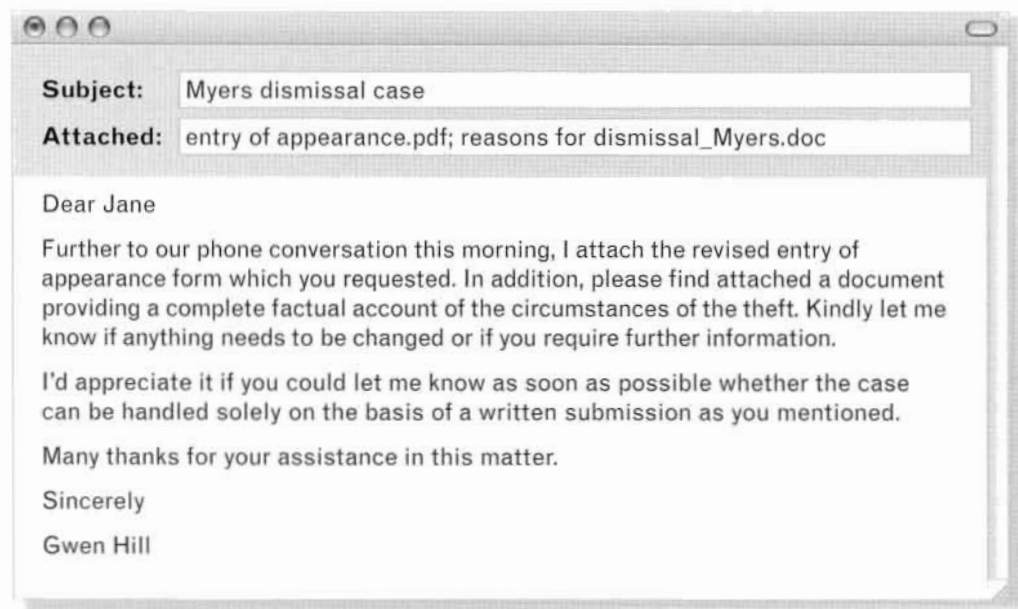 Subject: Myers dismissal case
Attached: entry of appearance.pdf; reasons for dismissal_Myers.doc
Dear Jane
Further to our phone conversation this morning, I attach the revised entry of
appearance form which you requested. In addition, please find attached a document
providing a complete factual account of the circumstances of the theft. Kindly let me
know if anything needs to be changed or if you require further information.
I'd appreciate it if you could let me know as soon as possible whether the case
can be handled solely on the basis of a written submission as you mentioned.
Many thanks for your assistance in this matter.
Sincerely
Gwen Hill